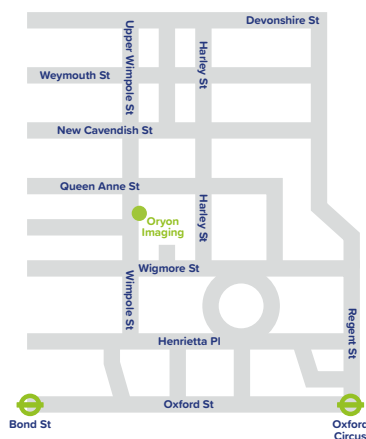 Devonshire St
Upper Wimpole St
Harley St
Weymouth St
New Cavendish St
Queen Anne St
Harley St
Oryon
Imaging
Wigmore St
Wimpole St
Regent St
Henrietta Pl
Oxford St
Bond St
Oxford
Circus